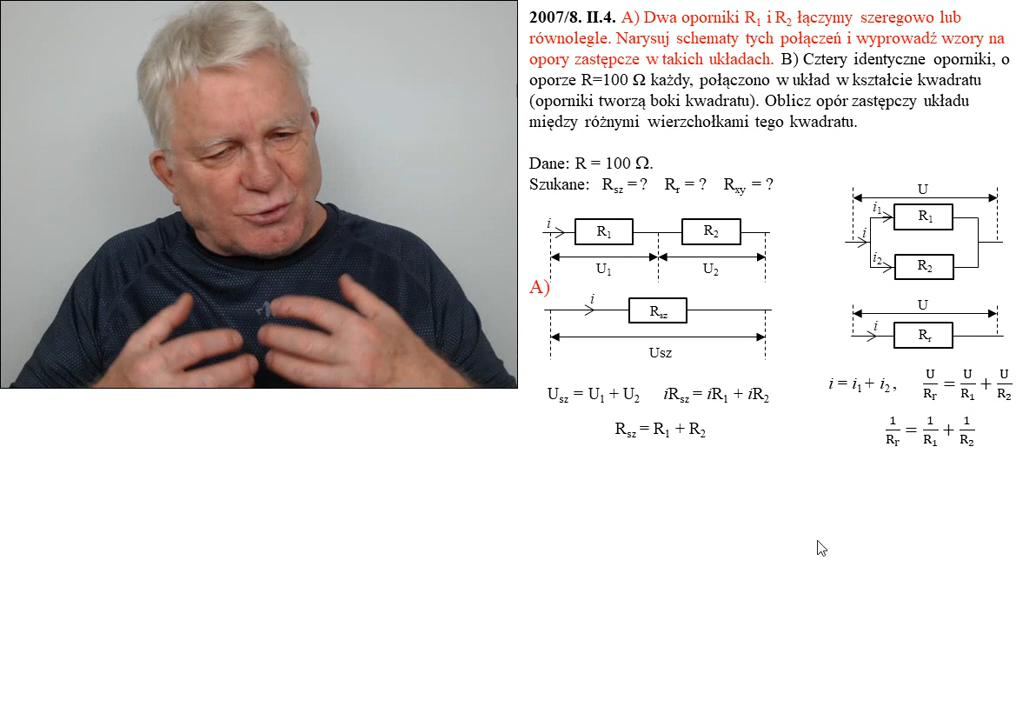 2007/8. II.4. A) Dwa oporniki R₁ i R₂ łączymy szeregowo lub
równolegle. Narysuj schematy tych połączeń i wyprowadź wzory na
opory zastępcze w takich układach. B) Cztery identyczne oporniki, o
oporze R=100 Ω każdy, połączono w układ w kształcie kwadratu
(oporniki tworzą boki kwadratu). Oblicz opór zastępczy układu
między różnymi wierzchołkami tego kwadratu.
Dane: R = 100 Ω.
Szukane: Rsz = ? Rr = ? Rxy = ?
i R₁ R₂
U₁ U₂
A)
i Rsz
Usz
Usz = U₁ + U₂ iRsz = iR₁ + iR₂
Rsz = R₁ + R₂
U
i₁ R₁
i
i₂ R₂
U
i Rr
i = i₁ + i₂ , U/Rr = U/R₁ + U/R₂
1/Rr = 1/R₁ + 1/R₂